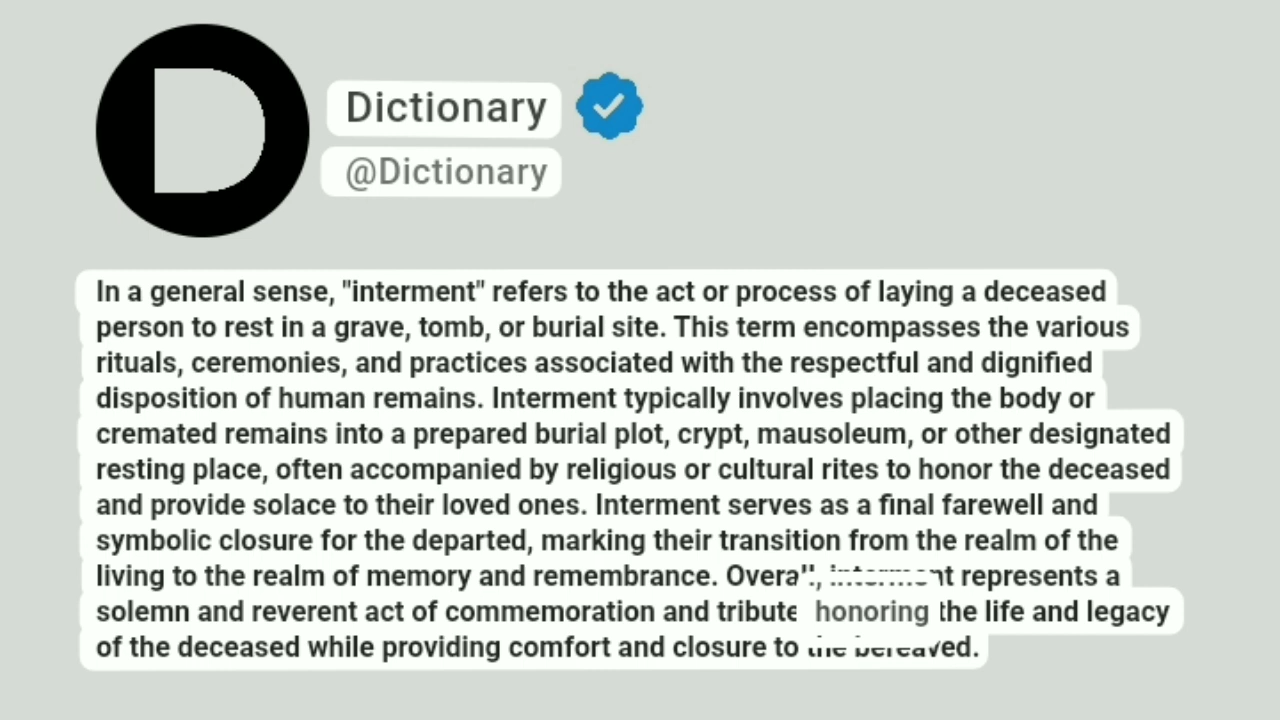 D
Dictionary
@Dictionary
In a general sense, "interment" refers to the act or process of laying a deceased
person to rest in a grave, tomb, or burial site. This term encompasses the various
rituals, ceremonies, and practices associated with the respectful and dignified
disposition of human remains. Interment typically involves placing the body or
cremated remains into a prepared burial plot, crypt, mausoleum, or other designated
resting place, often accompanied by religious or cultural rites to honor the deceased
and provide solace to their loved ones. Interment serves as a final farewell and
symbolic closure for the departed, marking their transition from the realm of the
living to the realm of memory and remembrance. Overall, interment represents a
solemn and reverent act of commemoration and tribute honoring the life and legacy
of the deceased while providing comfort and closure to the bereaved.